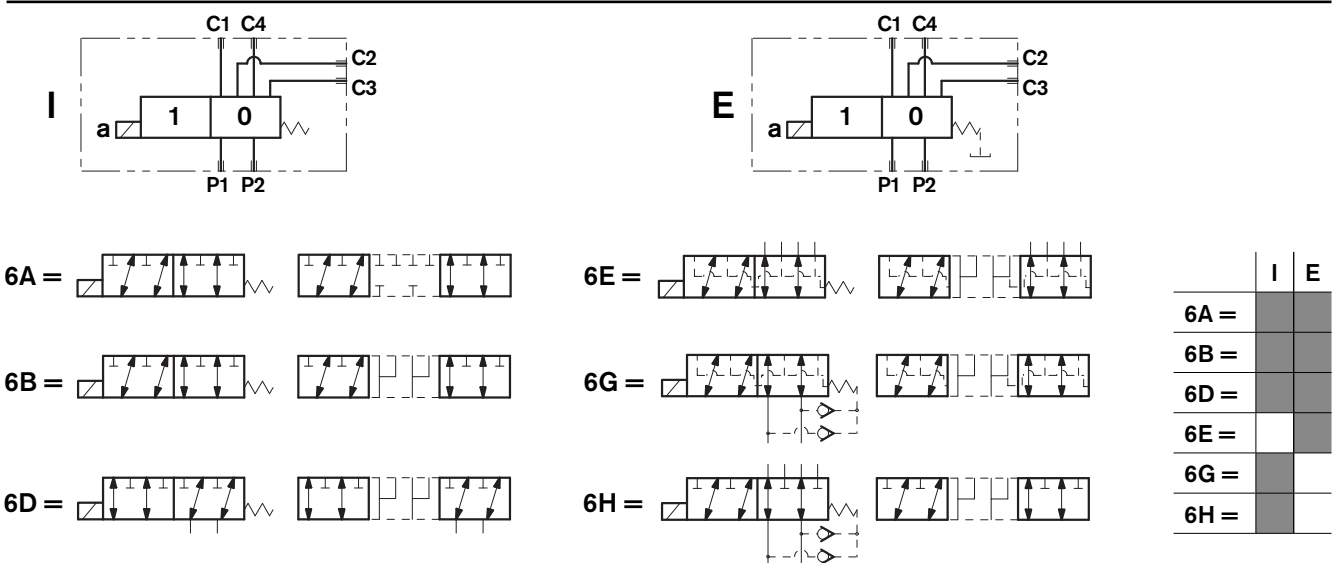 C1 C4
C2
C3
I
a
1 0
P1 P2
C1 C4
C2
C3
E
a
1 0
P1 P2
6A =
6B =
6D =
6E =
6G =
6H =
I E
6A =
6B =
6D =
6E =
6G =
6H =